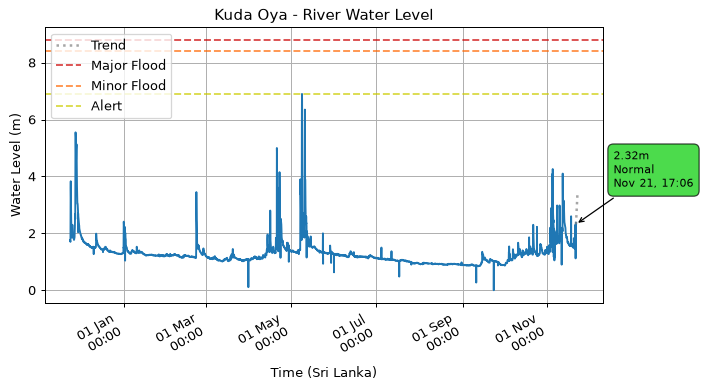 Kuda Oya - River Water Level
Trend
Major Flood
Minor Flood
Alert
Water Level (m)
8
6
4
2
0
2.32m
Normal
Nov 21, 17:06
01 Jan
00:00
01 Mar
00:00
01 May
00:00
01 Jul
00:00
01 Sep
00:00
01 Nov
00:00
Time (Sri Lanka)